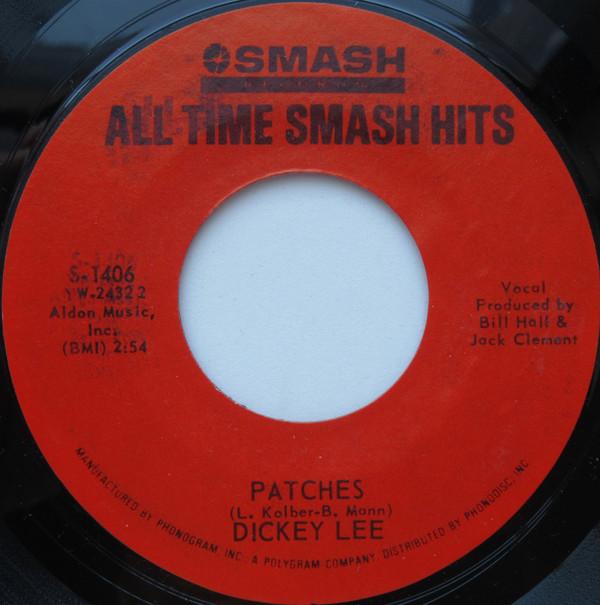 SMASH
RECORDS
ALL TIME SMASH HITS
S-1406
YW-24322
Aldon Music,
Inc.
(BMI) 2:54
Vocal
Produced by
Bill Hall &
Jack Clement
PATCHES
(L. Kolber-B. Mann)
DICKEY LEE
MANUFACTURED BY PHONOGRAM, INC., A POLYGRAM COMPANY, DISTRIBUTED BY PHONODISC, INC